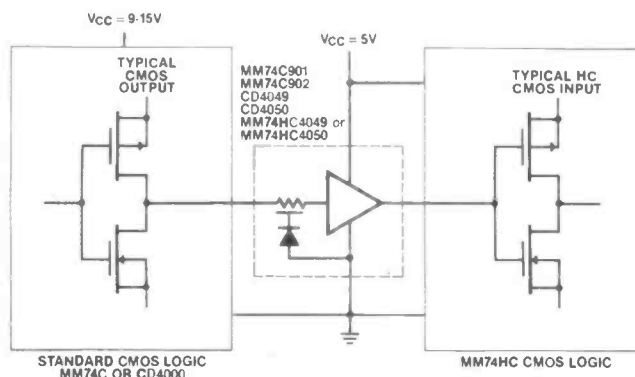 VCC = 9-15V
TYPICAL
CMOS
OUTPUT
MM74C901
MM74C902
CD4049
CD4050
MM74HC4049 or
MM74HC4050
VCC = 5V
TYPICAL HC
CMOS INPUT
STANDARD CMOS LOGIC
MM74C OR CD4000
MM74HC CMOS LOGIC